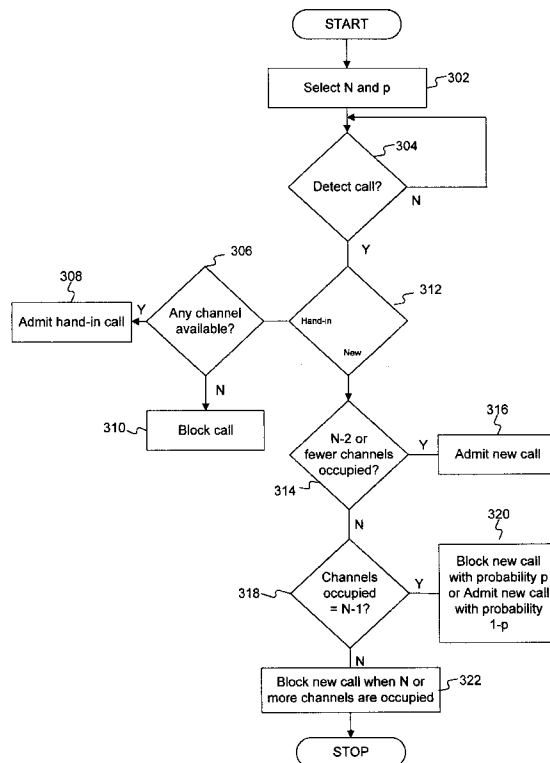 START
Select N and p
302
304
Detect call?
N
Y
306
308
Y
Any channel
available?
Admit hand-in call
Hand-in
New
312
N
310
Block call
N-2 or
fewer channels
occupied?
314
Y
316
Admit new call
N
320
318
Channels
occupied
= N-1?
Y
Block new call
with probability p
or Admit new call
with probability
1-p
N
Block new call when N or
more channels are occupied
322
STOP